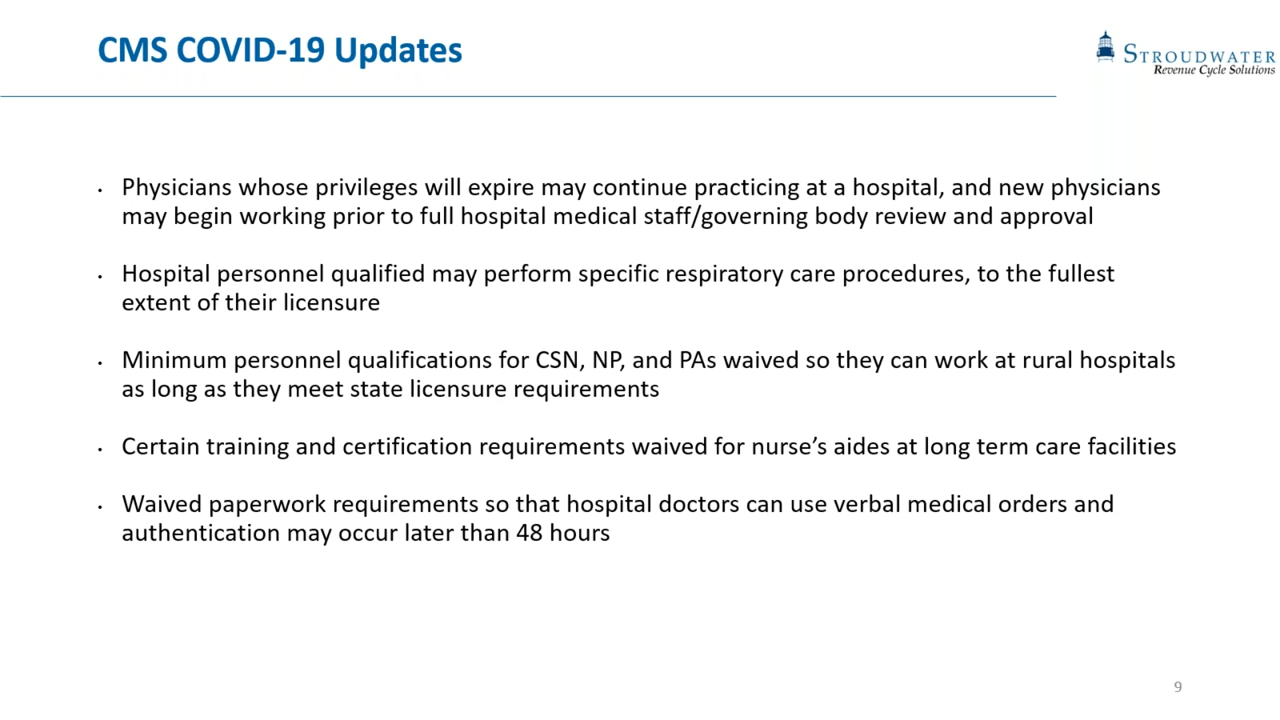 CMS COVID-19 Updates
STROUDWATER
Revenue Cycle Solutions
• Physicians whose privileges will expire may continue practicing at a hospital, and new physicians
may begin working prior to full hospital medical staff/governing body review and approval
• Hospital personnel qualified may perform specific respiratory care procedures, to the fullest
extent of their licensure
• Minimum personnel qualifications for CSN, NP, and PAs waived so they can work at rural hospitals
as long as they meet state licensure requirements
• Certain training and certification requirements waived for nurse’s aides at long term care facilities
• Waived paperwork requirements so that hospital doctors can use verbal medical orders and
authentication may occur later than 48 hours
9